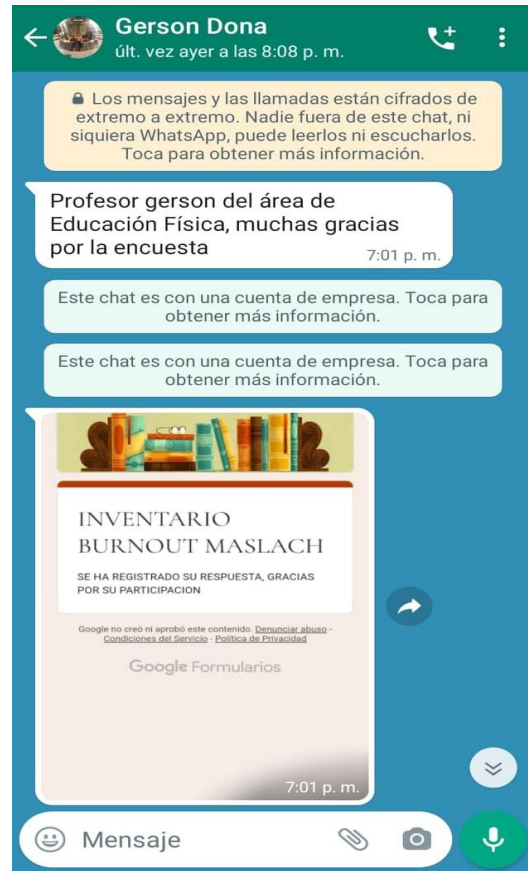 Gerson Dona
últ. vez ayer a las 8:08 p. m.
Los mensajes y las llamadas están cifrados de
extremo a extremo. Nadie fuera de este chat, ni
siquiera WhatsApp, puede leerlos ni escucharlos.
Toca para obtener más información.
Profesor gerson del área de
Educación Física, muchas gracias
por la encuesta
7:01 p. m.
Este chat es con una cuenta de empresa. Toca para
obtener más información.
Este chat es con una cuenta de empresa. Toca para
obtener más información.
INVENTARIO
BURNOUT MASLACH
SE HA REGISTRADO SU RESPUESTA, GRACIAS
POR SU PARTICIPACION
Google no creó ni aprobó este contenido. Denunciar abuso -
Condiciones del Servicio - Política de Privacidad
Google Formularios
7:01 p. m.
Mensaje